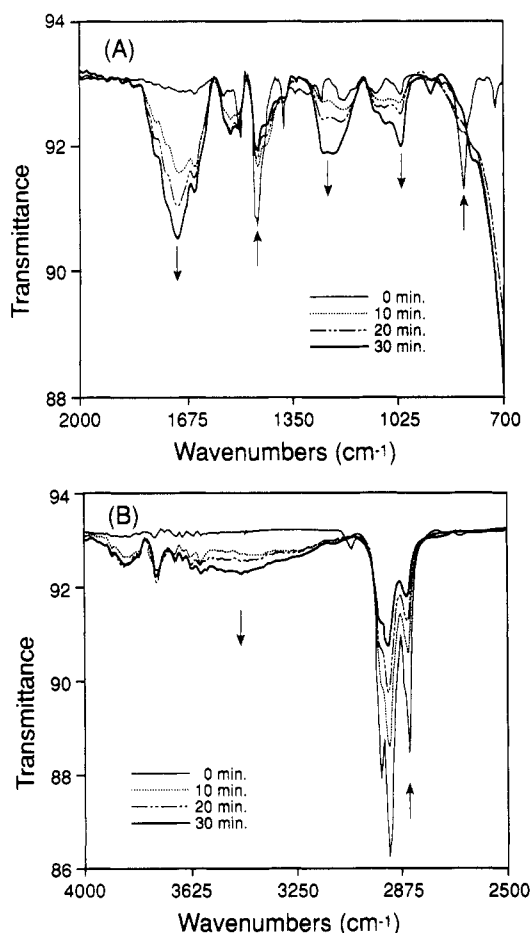 (A)
94
92
90
88
Transmittance
0 min.
10 min.
20 min.
30 min.
2000 1675 1350 1025 700
Wavenumbers (cm-1)
(B)
94
92
90
88
86
Transmittance
0 min.
10 min.
20 min.
30 min.
4000 3625 3250 2875 2500
Wavenumbers (cm-1)